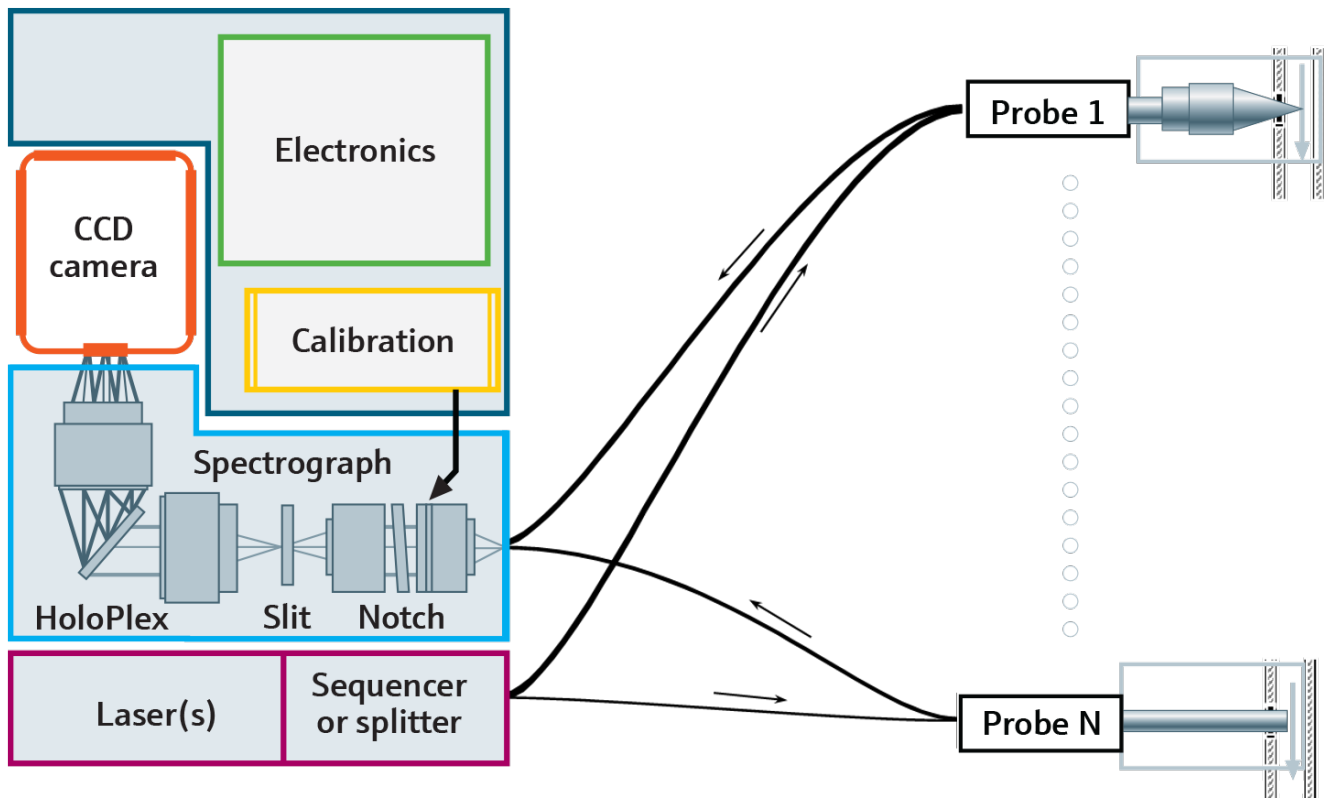 Electronics
CCD
camera
Calibration
Spectrograph
HoloPlex
Slit
Notch
Laser(s)
Sequencer
or splitter
Probe 1
Probe N